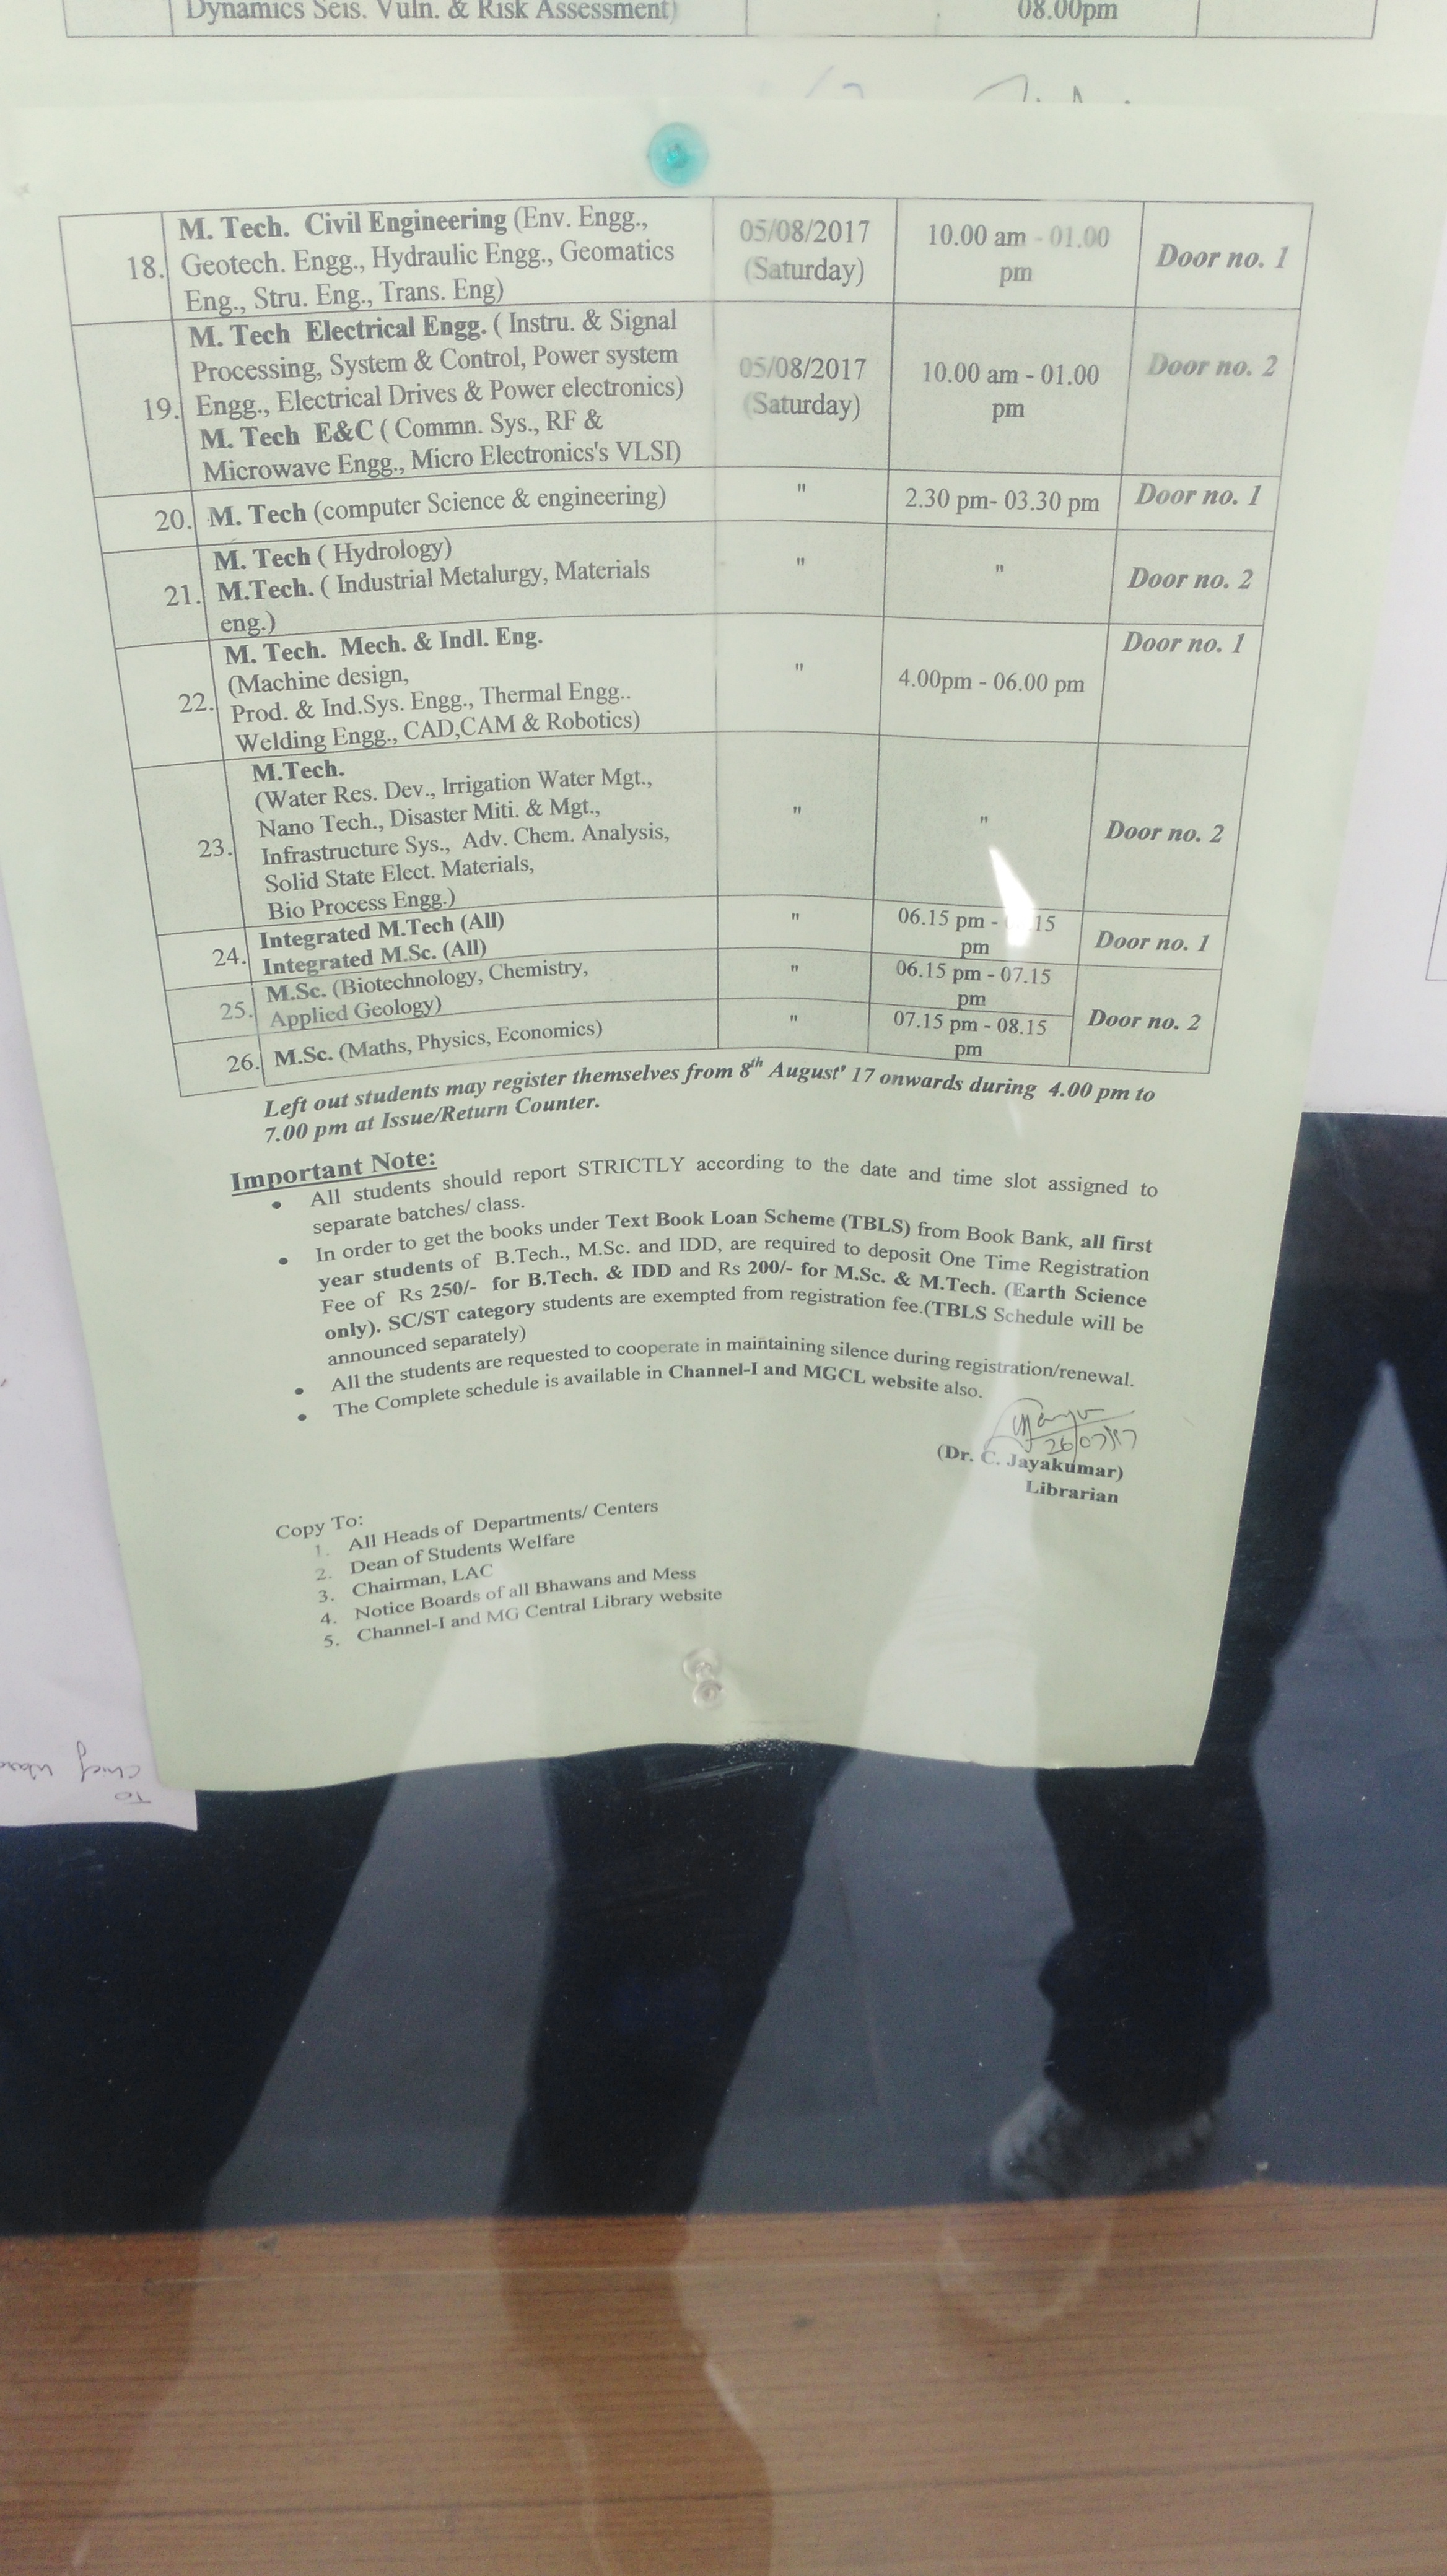 Dynamics Seis. Vuln. & Risk Assessment)
08.00pm
18.
M. Tech. Civil Engineering (Env. Engg.,
Geotech. Engg., Hydraulic Engg., Geomatics
Eng., Stru. Eng., Trans. Eng)
05/08/2017
(Saturday)
10.00 am - 01.00
pm
Door no. 1
19.
M. Tech Electrical Engg. ( Instru. & Signal
Processing, System & Control, Power system
Engg., Electrical Drives & Power electronics)
M. Tech E&C ( Commn. Sys., RF &
Microwave Engg., Micro Electronics's VLSI)
05/08/2017
(Saturday)
10.00 am - 01.00
pm
Door no. 2
20.
M. Tech (computer Science & engineering)
"
2.30 pm- 03.30 pm
Door no. 1
21.
M. Tech ( Hydrology)
M.Tech. ( Industrial Metalurgy, Materials
eng.)
"
"
Door no. 2
22.
M. Tech. Mech. & Indl. Eng.
(Machine design,
Prod. & Ind.Sys. Engg., Thermal Engg..
Welding Engg., CAD,CAM & Robotics)
"
4.00pm - 06.00 pm
Door no. 1
23.
M.Tech.
(Water Res. Dev., Irrigation Water Mgt.,
Nano Tech., Disaster Miti. & Mgt.,
Infrastructure Sys., Adv. Chem. Analysis,
Solid State Elect. Materials,
Bio Process Engg.)
"
"
Door no. 2
24.
Integrated M.Tech (All)
Integrated M.Sc. (All)
"
06.15 pm - 15
pm
Door no. 1
25.
M.Sc. (Biotechnology, Chemistry,
Applied Geology)
"
06.15 pm - 07.15
pm
Door no. 2
26.
M.Sc. (Maths, Physics, Economics)
"
07.15 pm - 08.15
pm
Left out students may register themselves from 8th August' 17 onwards during 4.00 pm to
7.00 pm at Issue/Return Counter.
Important Note:
• All students should report STRICTLY according to the date and time slot assigned to
separate batches/ class.
• In order to get the books under Text Book Loan Scheme (TBLS) from Book Bank, all first
year students of B.Tech., M.Sc. and IDD, are required to deposit One Time Registration
Fee of Rs 250/- for B.Tech. & IDD and Rs 200/- for M.Sc. & M.Tech. (Earth Science
only). SC/ST category students are exempted from registration fee.(TBLS Schedule will be
announced separately)
• All the students are requested to cooperate in maintaining silence during registration/renewal.
• The Complete schedule is available in Channel-I and MGCL website also.
26/07/17
(Dr. C. Jayakumar)
Librarian
Copy To:
1. All Heads of Departments/ Centers
2. Dean of Students Welfare
3. Chairman, LAC
4. Notice Boards of all Bhawans and Mess
5. Channel-I and MG Central Library website
To
Chief